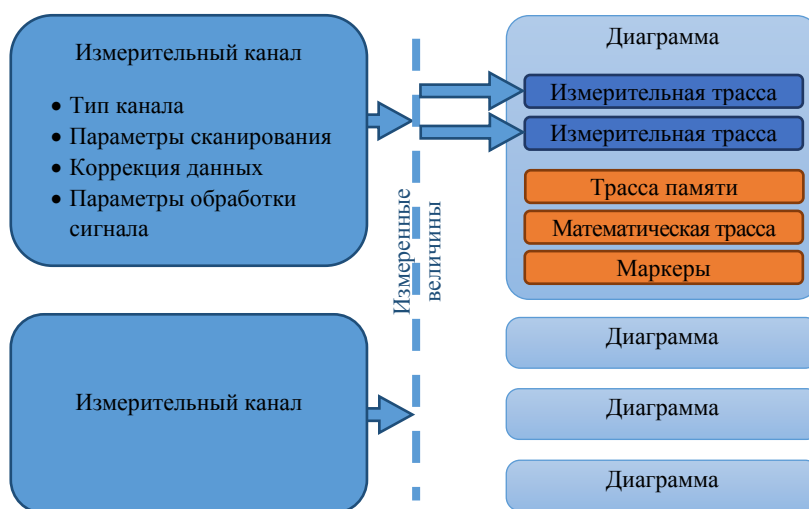 Измерительный канал
• Тип канала
• Параметры сканирования
• Коррекция данных
• Параметры обработки
сигнала
Измерительный канал
Измеренные
величины
Диаграмма
Измерительная трасса
Измерительная трасса
Трасса памяти
Математическая трасса
Маркеры
Диаграмма
Диаграмма
Диаграмма